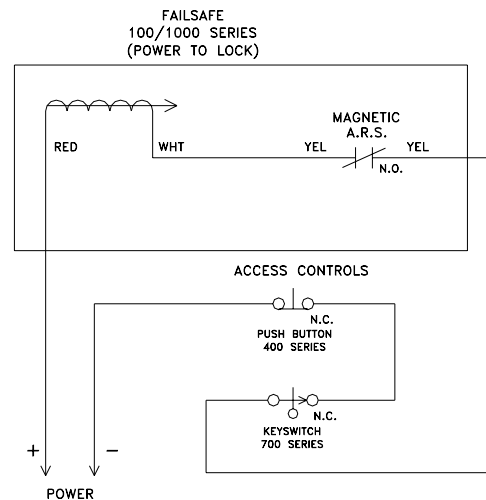 FAILSAFE
100/1000 SERIES
(POWER TO LOCK)
MAGNETIC
A.R.S.
RED
WHT
YEL
YEL
N.O.
ACCESS CONTROLS
N.C.
PUSH BUTTON
400 SERIES
N.C.
KEYSWITCH
700 SERIES
+
-
POWER